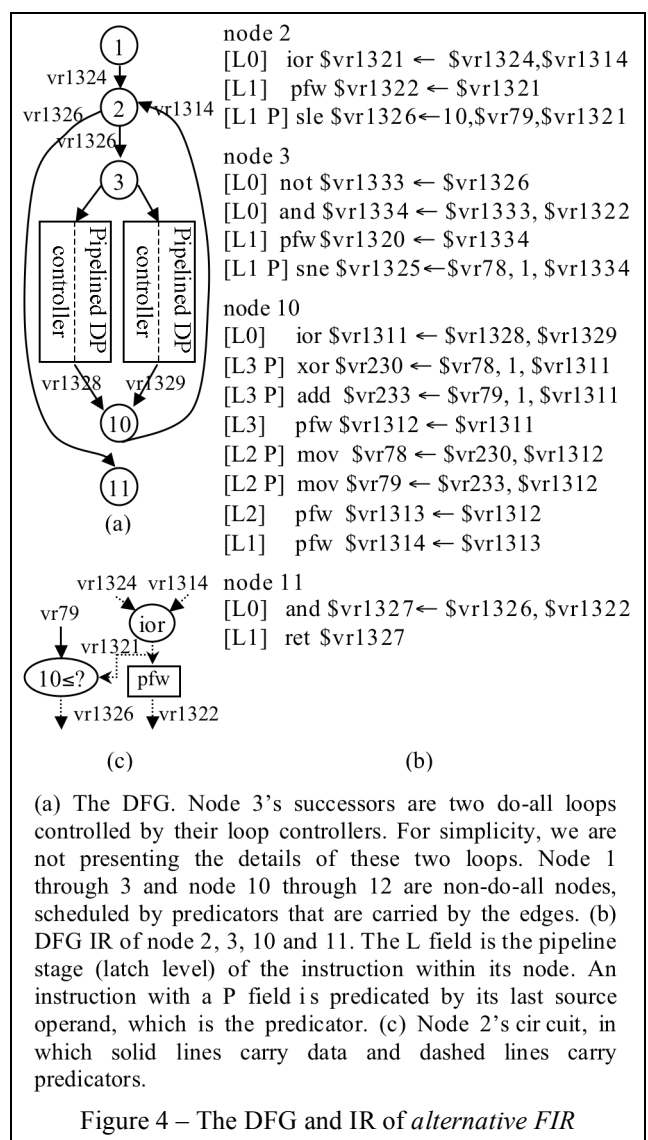 1
vr1324
vr1326
2
vr1314
vr1326
3
Pipelined DP
controller
Pipelined DP
controller
vr1328
vr1329
10
11
(a)
node 2
[L0] ior $vr1321 ← $vr1324,$vr1314
[L1] pfw $vr1322 ← $vr1321
[L1 P] sle $vr1326←10,$vr79,$vr1321
node 3
[L0] not $vr1333 ← $vr1326
[L0] and $vr1334 ← $vr1333, $vr1322
[L1] pfw $vr1320 ← $vr1334
[L1 P] sne $vr1325←$vr78, 1, $vr1334
node 10
[L0] ior $vr1311 ← $vr1328, $vr1329
[L3 P] xor $vr230 ← $vr78, 1, $vr1311
[L3 P] add $vr233 ← $vr79, 1, $vr1311
[L3] pfw $vr1312 ← $vr1311
[L2 P] mov $vr78 ← $vr230, $vr1312
[L2 P] mov $vr79 ← $vr233, $vr1312
[L2] pfw $vr1313 ← $vr1312
[L1] pfw $vr1314 ← $vr1313
node 11
[L0] and $vr1327← $vr1326, $vr1322
[L1] ret $vr1327
vr1324 vr1314
vr79
ior
vr1321
10≤?
pfw
vr1326
vr1322
(c)
(b)
(a) The DFG. Node 3's successors are two do-all loops
controlled by their loop controllers. For simplicity, we are
not presenting the details of these two loops. Node 1
through 3 and node 10 through 12 are non-do-all nodes,
scheduled by predicators that are carried by the edges. (b)
DFG IR of node 2, 3, 10 and 11. The L field is the pipeline
stage (latch level) of the instruction within its node. An
instruction with a P field is predicated by its last source
operand, which is the predicator. (c) Node 2's cir cuit, in
which solid lines carry data and dashed lines carry
predicators.
Figure 4 – The DFG and IR of alternative FIR